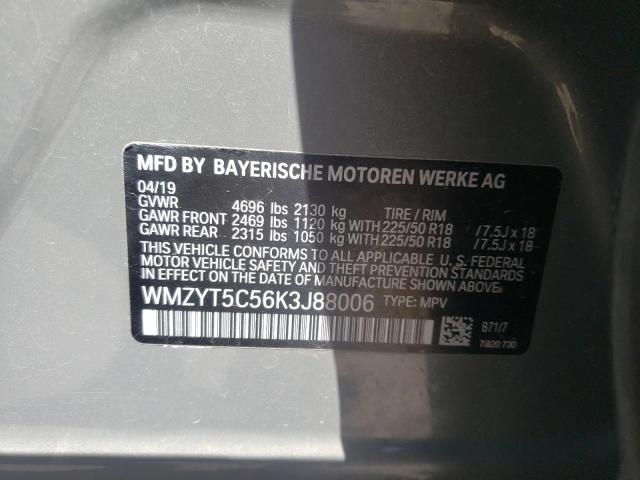 MFD BY BAYERISCHE MOTOREN WERKE AG
04/19
GVWR 4696 lbs 2130 kg TIRE / RIM
GAWR FRONT 2469 lbs 1120 kg WITH 225/50 R18 / 7.5J x 18
GAWR REAR 2315 lbs 1050 kg WITH 225/50 R18 / 7.5J x 18
THIS VEHICLE CONFORMS TO ALL APPLICABLE U. S. FEDERAL
MOTOR VEHICLE SAFETY AND THEFT PREVENTION STANDARDS
IN EFFECT ON THE DATE OF MANUFACTURE SHOWN ABOVE.
WMZYT5C56K3J88006 TYPE: MPV
B71/7
7820 730